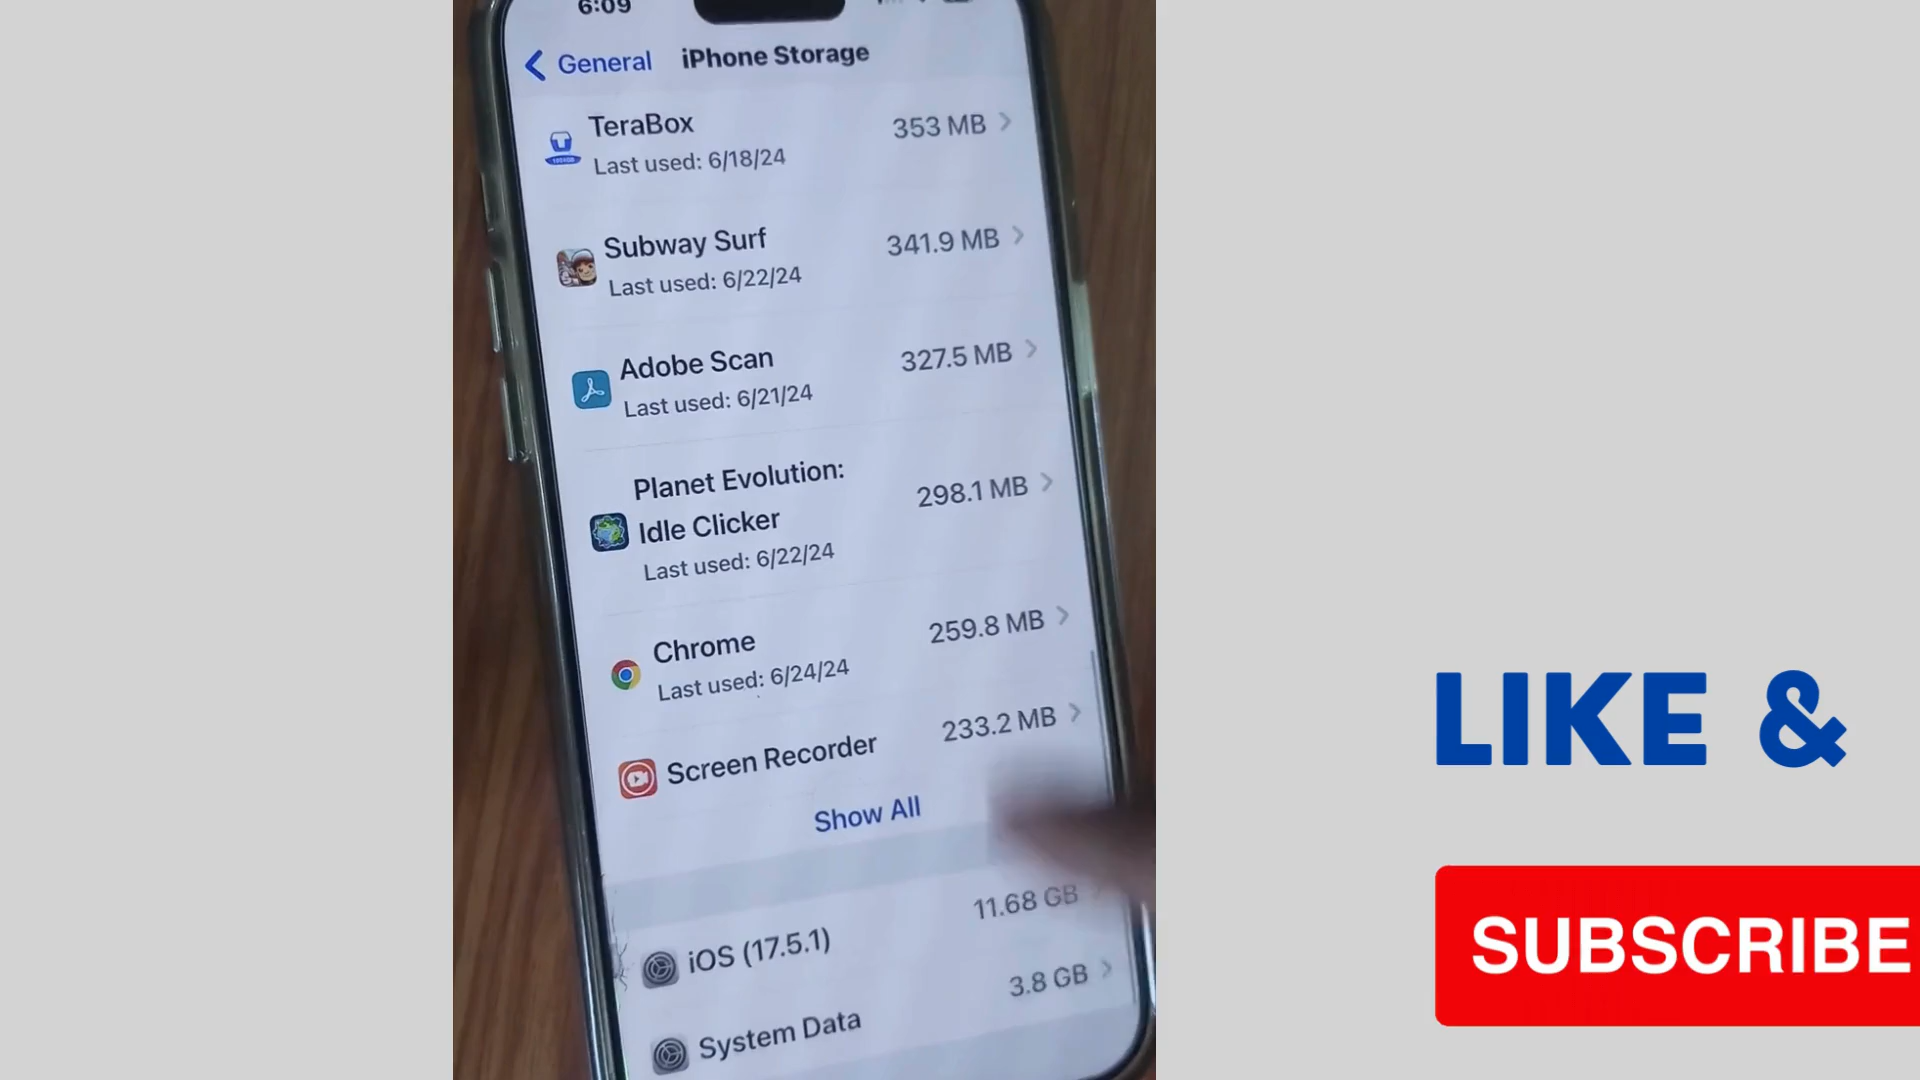 6:09
General iPhone Storage
TeraBox 353 MB
Last used: 6/18/24
Subway Surf 341.9 MB
Last used: 6/22/24
Adobe Scan 327.5 MB
Last used: 6/21/24
Planet Evolution:
Idle Clicker 298.1 MB
Last used: 6/22/24
Chrome 259.8 MB
Last used: 6/24/24
Screen Recorder 233.2 MB
Show All
iOS (17.5.1) 11.68 GB
System Data 3.8 GB
LIKE &
SUBSCRIBE